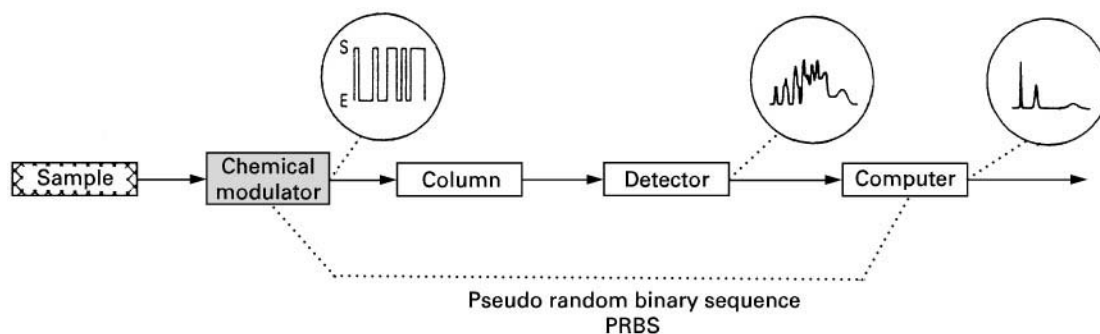 S
E
Sample
Chemical
modulator
Column
Detector
Computer
Pseudo random binary sequence
PRBS